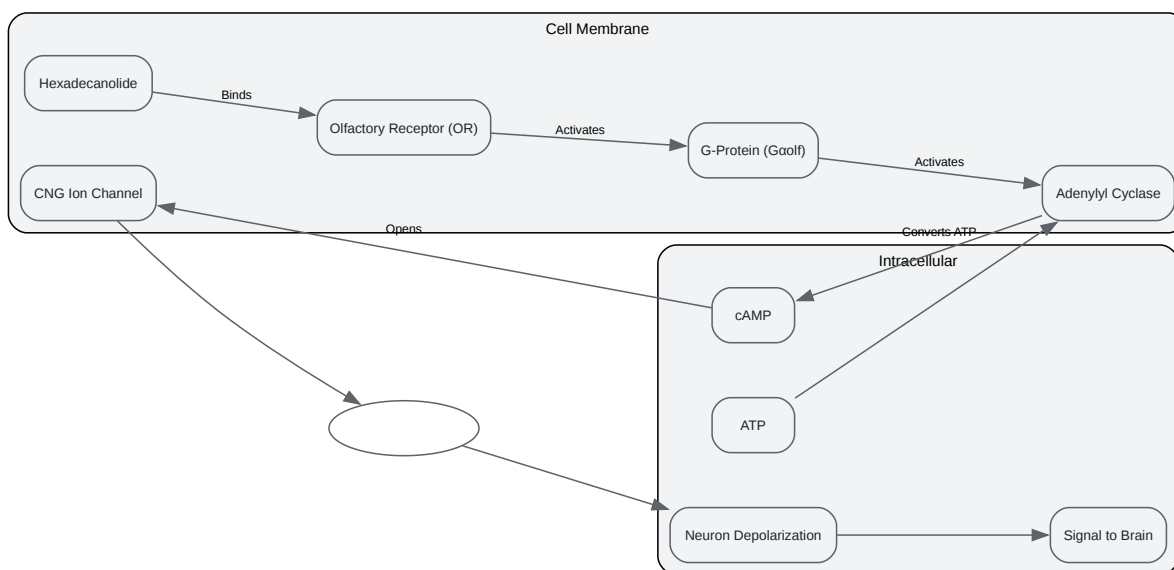 Cell Membrane
Hexadecanolide
Binds
Olfactory Receptor (OR)
Activates
G-Protein (Gαolf)
Activates
Adenylyl Cyclase
CNG Ion Channel
Opens
Converts ATP
Intracellular
cAMP
ATP
Neuron Depolarization
Signal to Brain